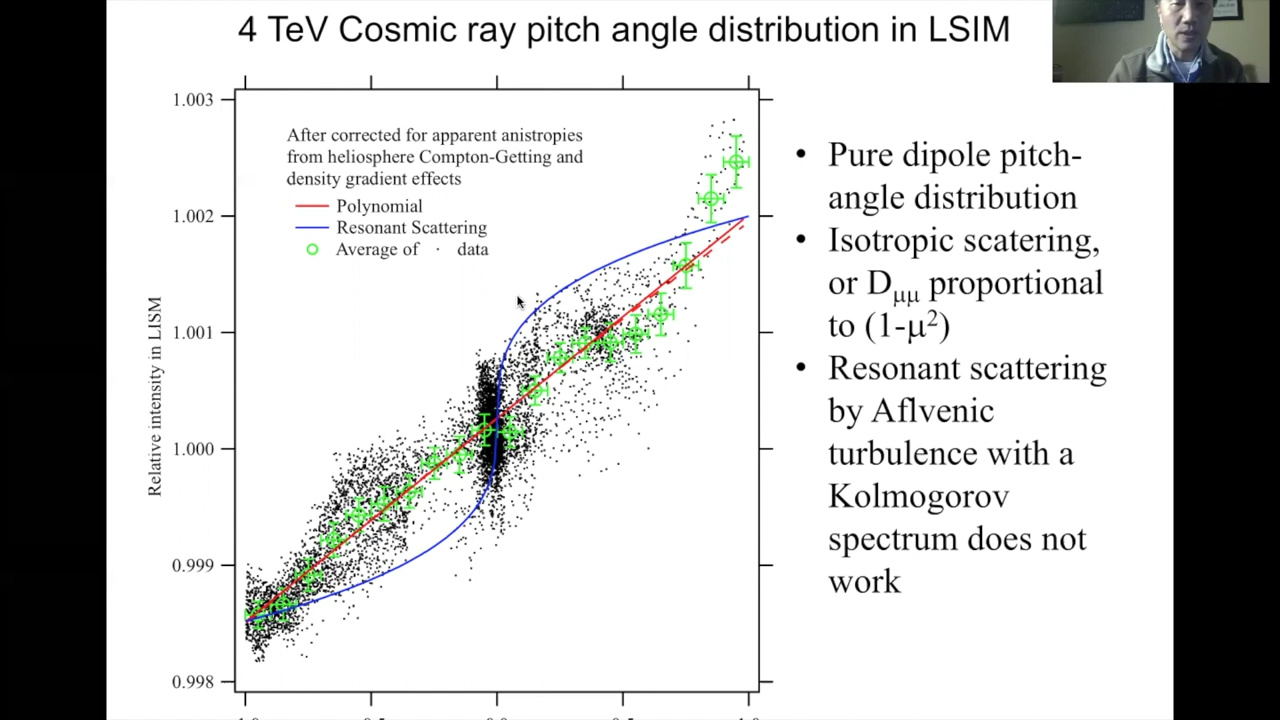 4 TeV Cosmic ray pitch angle distribution in LSIM
1.003
1.002
1.001
1.000
0.999
0.998
Relative intensity in LISM
After corrected for apparent anistropies
from heliosphere Compton-Getting and
density gradient effects
Polynomial
Resonant Scattering
Average of · data
• Pure dipole pitch-
angle distribution
• Isotropic scatering,
or Dμμ proportional
to (1-μ²)
• Resonant scattering
by Aflvenic
turbulence with a
Kolmogorov
spectrum does not
work